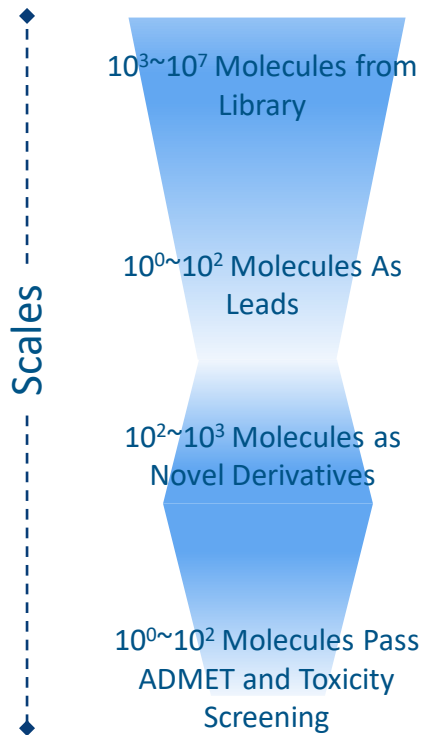 Scales
10³~10⁷ Molecules from
Library
10⁰~10² Molecules As
Leads
10²~10³ Molecules as
Novel Derivatives
10⁰~10² Molecules Pass
ADMET and Toxicity
Screening